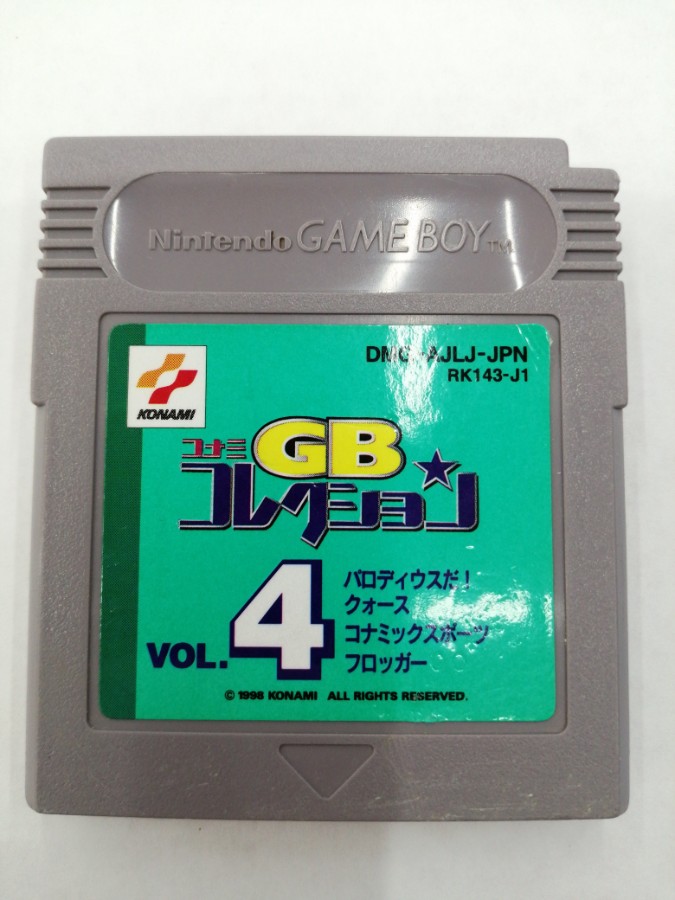 Nintendo GAME BOY TM
DMG-AJLJ-JPN
RK143-J1
KONAMI
コナミ GB
コレクション
VOL.4
パロディウスだ!
クォース
コナミックスポーツ
フロッガー
© 1998 KONAMI ALL RIGHTS RESERVED.